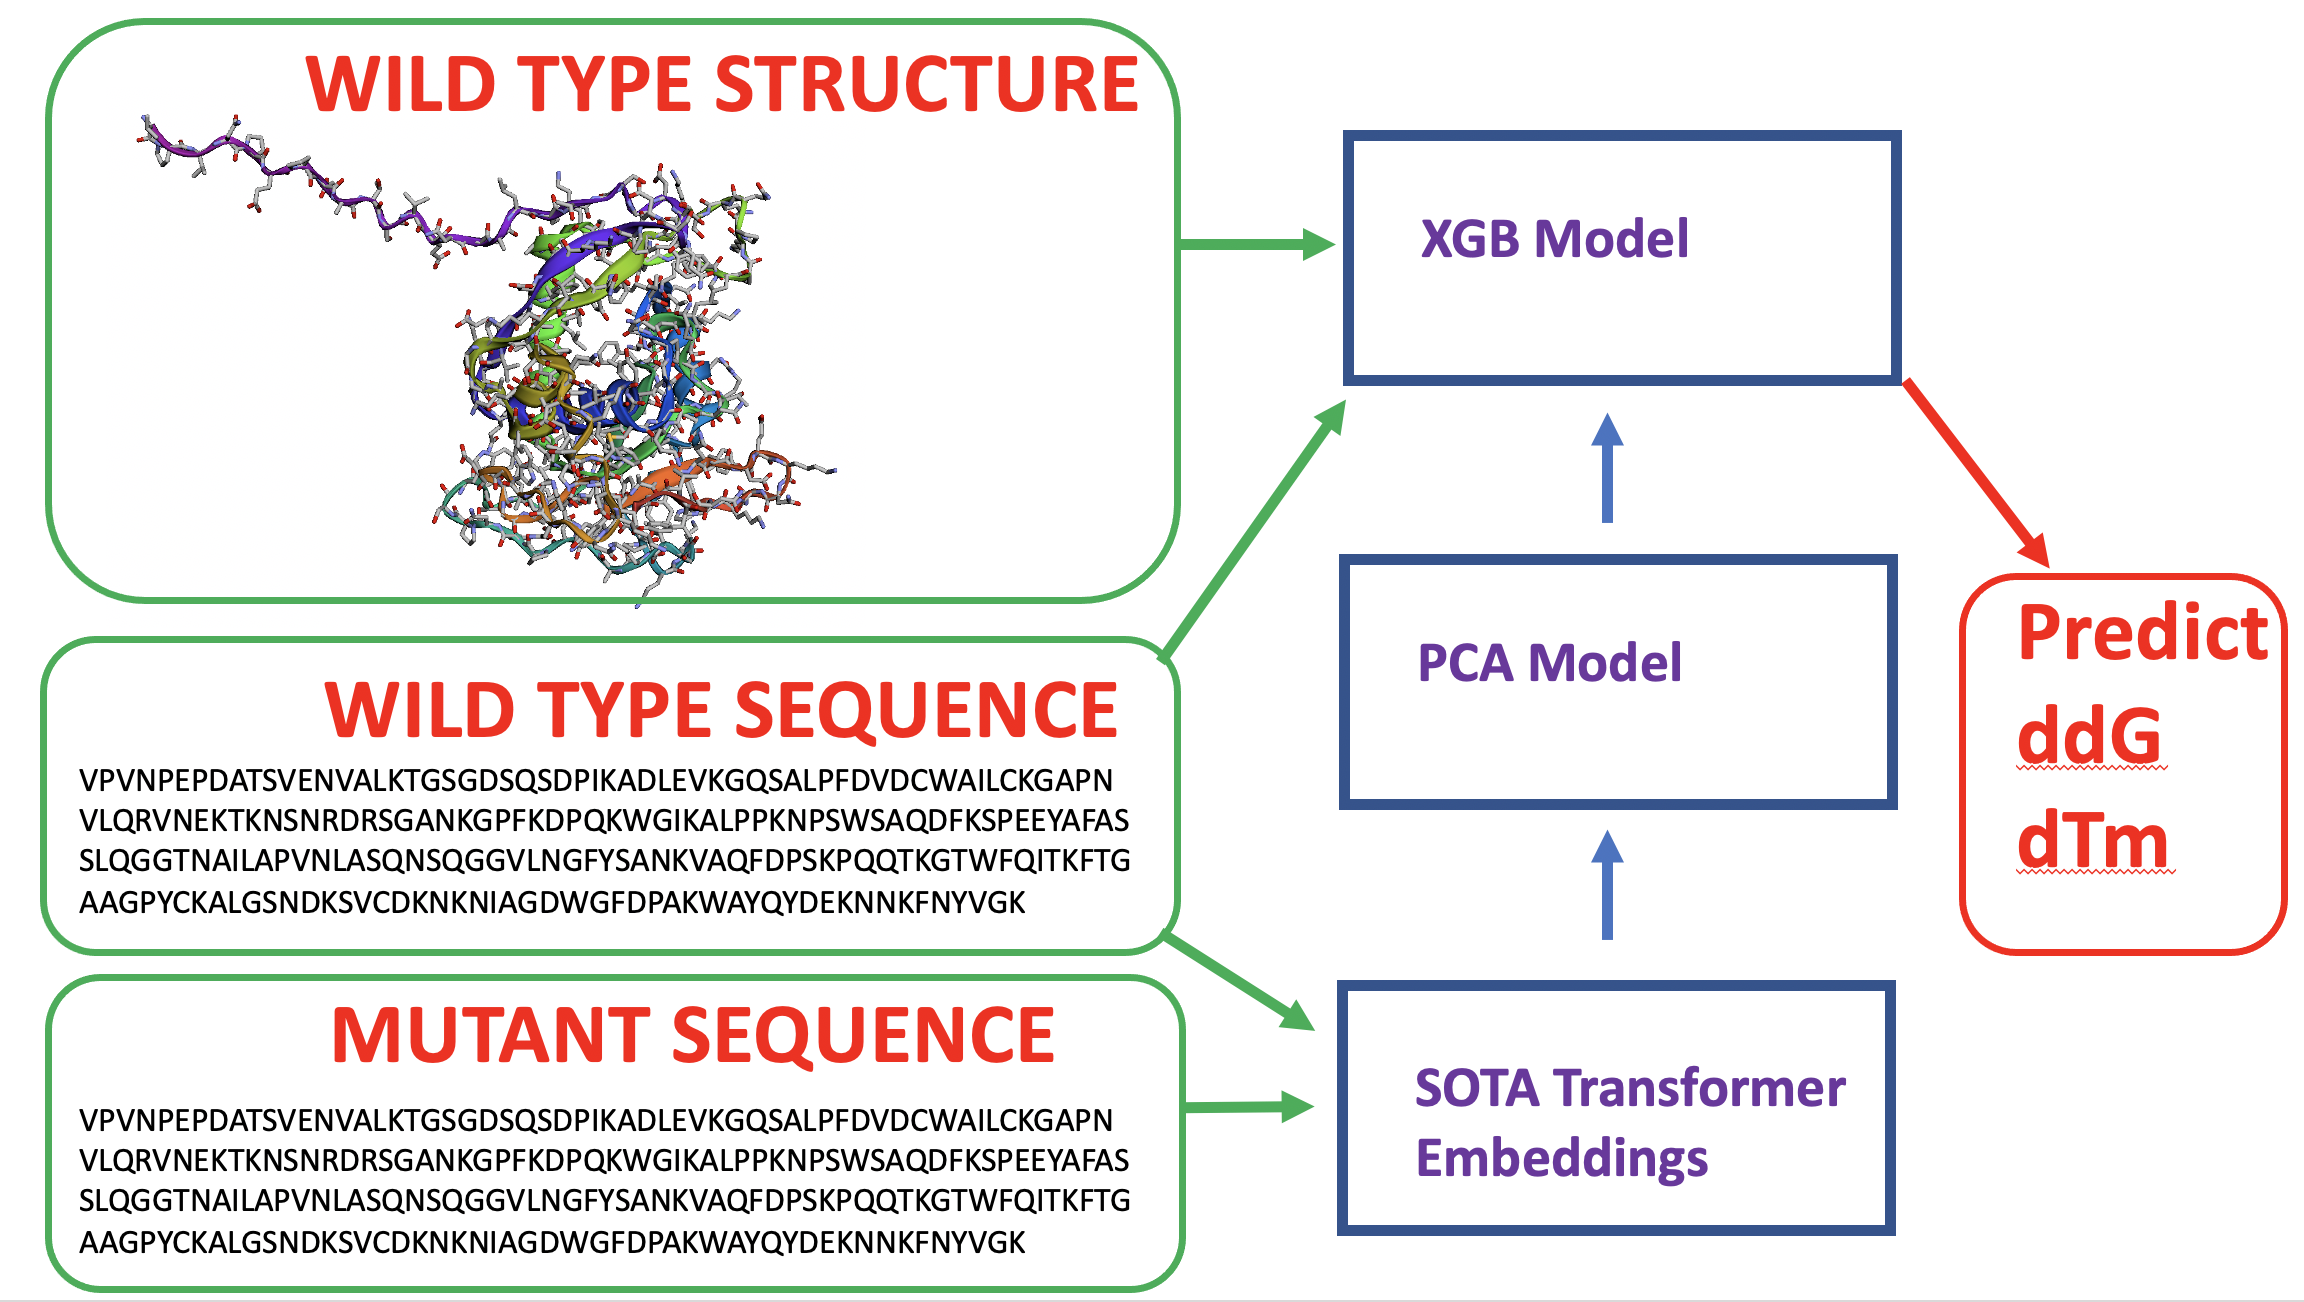 WILD TYPE STRUCTURE
XGB Model
WILD TYPE SEQUENCE
VPVNPEPDATSVENVALKTGSGDSQSDPIKADLEVKGQSALPFDVDCWAILCKGAPN
VLQRVNEKTKNSNRDRSGANKGPFKDPQKWGIKALPPKNPSWSAQDFKSPEEYAFAS
SLQGGTNAILAPVNLASQNSQGGVLNGFYSANKVAQFDPSKPQQTKGTWFQITKFTG
AAGPYCKALGSNDKSVCDKNKNIAGDWGFDPAKWAYQYDEKNNKFNYVGK
PCA Model
Predict
ddG
dTm
MUTANT SEQUENCE
VPVNPEPDATSVENVALKTGSGDSQSDPIKADLEVKGQSALPFDVDCWAILCKGAPN
VLQRVNEKTKNSNRDRSGANKGPFKDPQKWGIKALPPKNPSWSAQDFKSPEEYAFAS
SLQGGTNAILAPVNLASQNSQGGVLNGFYSANKVAQFDPSKPQQTKGTWFQITKFTG
AAGPYCKALGSNDKSVCDKNKNIAGDWGFDPAKWAYQYDEKNNKFNYVGK
SOTA Transformer
Embeddings